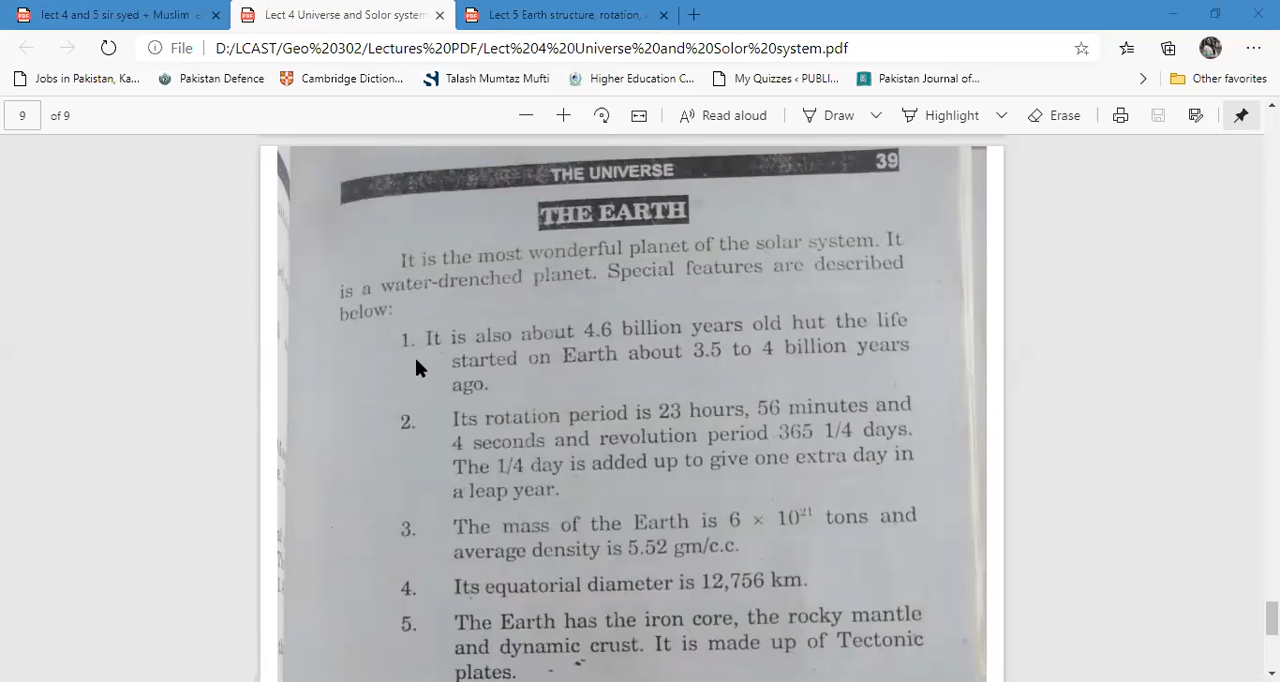 lect 4 and 5 sir syed + Muslim
Lect 4 Universe and Solor system
Lect 5 Earth structure, rotation,
File
D:/LCAST/Geo%20302/Lectures%20PDF/Lect%204%20Universe%20and%20Solor%20system.pdf
Jobs in Pakistan, Ka...
Pakistan Defence
Cambridge Diction...
Talash Mumtaz Mufti
Higher Education C...
My Quizzes ‹ PUBLI...
Pakistan Journal of...
Other favorites
9 of 9
Read aloud
Draw
Highlight
Erase
THE UNIVERSE 39
THE EARTH
It is the most wonderful planet of the solar system. It
is a water-drenched planet. Special features are described
below:
1. It is also about 4.6 billion years old hut the life
started on Earth about 3.5 to 4 billion years
ago.
2. Its rotation period is 23 hours, 56 minutes and
4 seconds and revolution period 365 1/4 days.
The 1/4 day is added up to give one extra day in
a leap year.
3. The mass of the Earth is 6 × 10²¹ tons and
average density is 5.52 gm/c.c.
4. Its equatorial diameter is 12,756 km.
5. The Earth has the iron core, the rocky mantle
and dynamic crust. It is made up of Tectonic
plates.